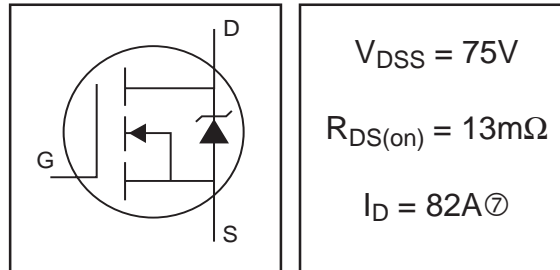 D
G
S
V_DSS = 75V
R_DS(on) = 13mΩ
I_D = 82A⑦